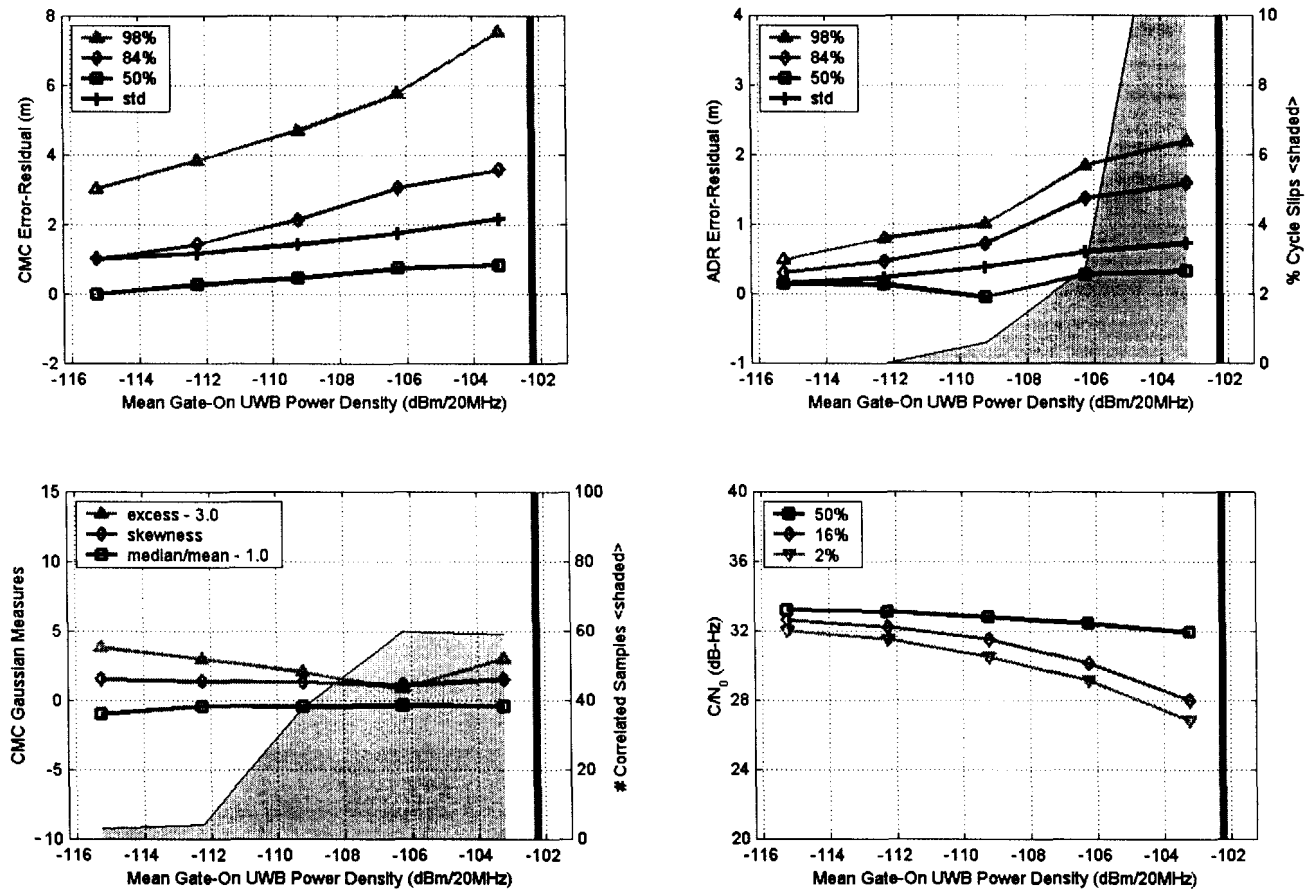 8
6
4
2
0
-2
CMC Error-Residual (m)
98%
84%
50%
std
-116 -114 -112 -110 -108 -106 -104 -102
Mean Gate-On UWB Power Density (dBm/20MHz)
4
3
2
1
0
-1
ADR Error-Residual (m)
98%
84%
50%
std
10
8
6
4
2
0
% Cycle Slips <shaded>
-116 -114 -112 -110 -108 -106 -104 -102
Mean Gate-On UWB Power Density (dBm/20MHz)
15
10
5
0
-5
-10
CMC Gaussian Measures
excess - 3.0
skewness
median/mean - 1.0
100
80
60
40
20
0
# Correlated Samples <shaded>
-116 -114 -112 -110 -108 -106 -104 -102
Mean Gate-On UWB Power Density (dBm/20MHz)
40
36
32
28
24
20
C/N0 (dB-Hz)
50%
16%
2%
-116 -114 -112 -110 -108 -106 -104 -102
Mean Gate-On UWB Power Density (dBm/20MHz)